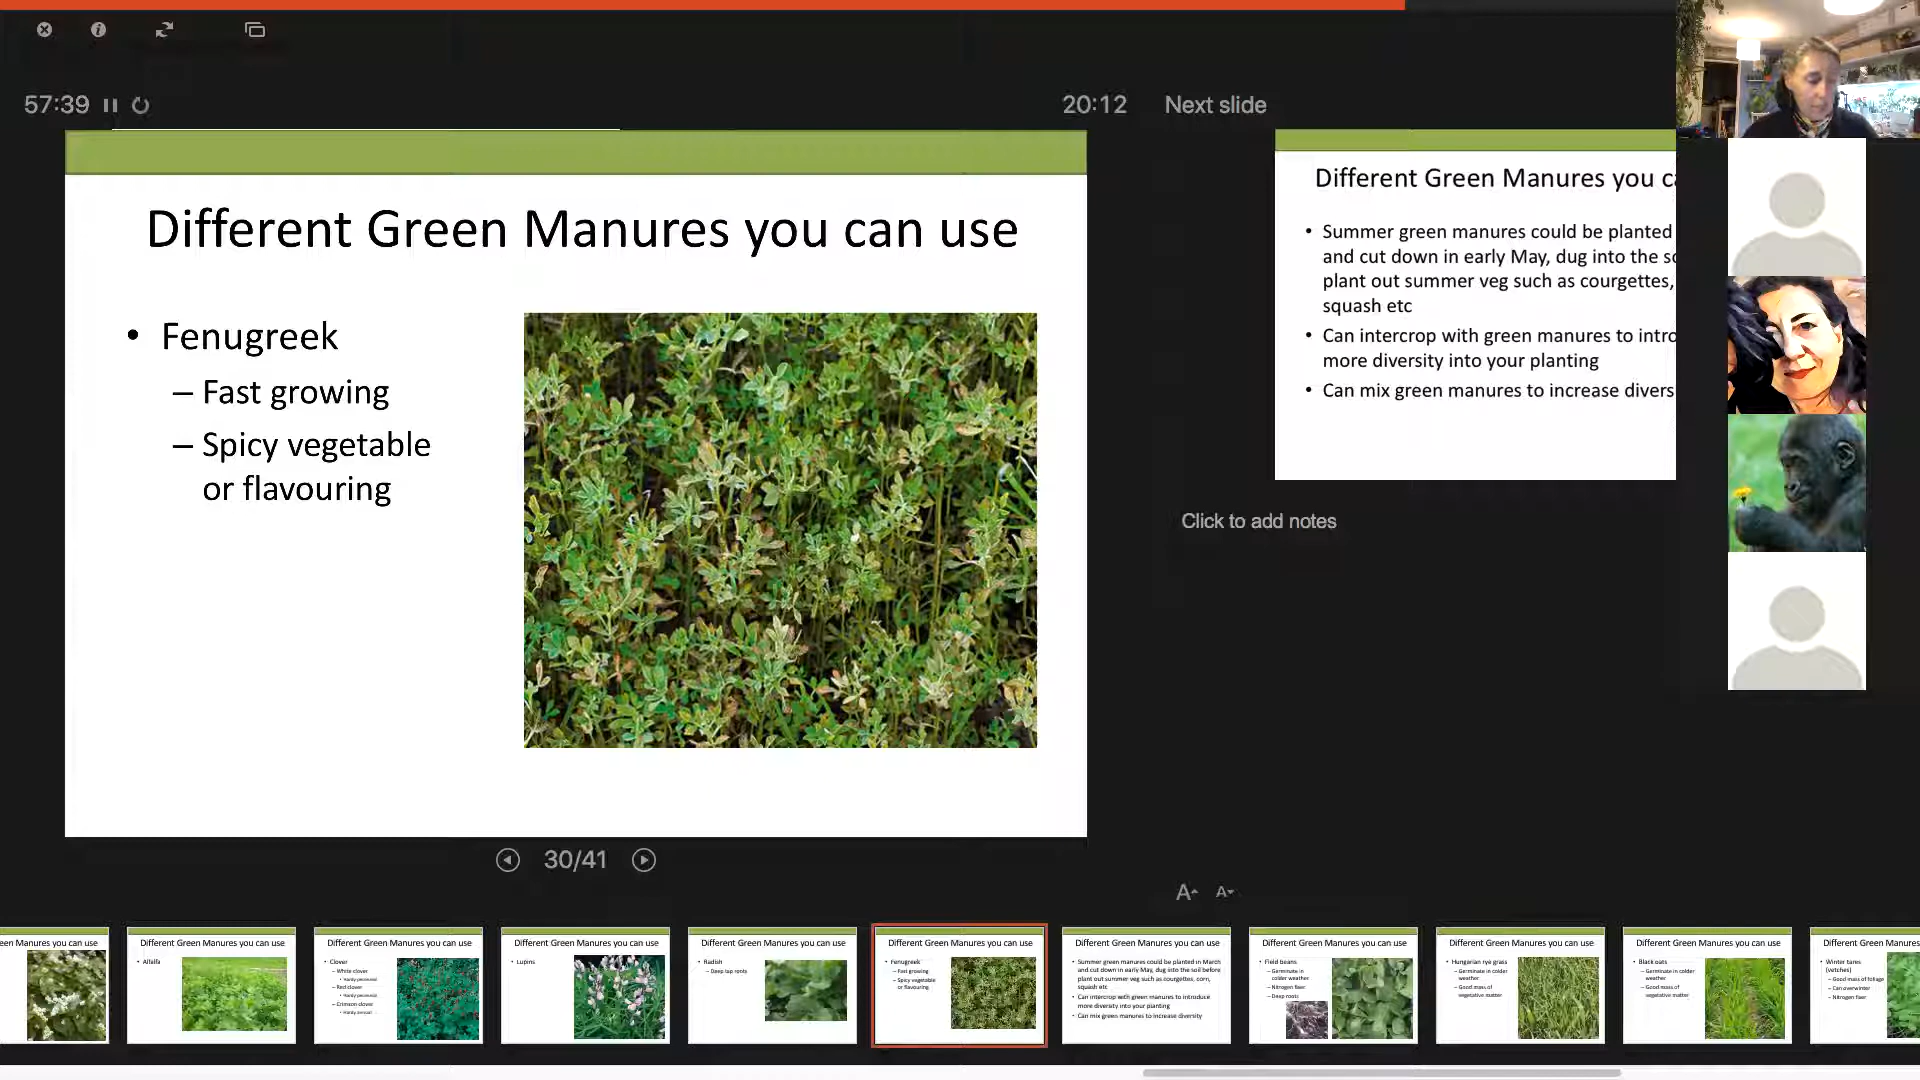 57:39
20:12
Next slide
Different Green Manures you can use
• Fenugreek
– Fast growing
– Spicy vegetable
or flavouring
Different Green Manures you ca
• Summer green manures could be planted
and cut down in early May, dug into the so
plant out summer veg such as courgettes,
squash etc
• Can intercrop with green manures to intro
more diversity into your planting
• Can mix green manures to increase divers
Click to add notes
30/41
A A
en Manures you can use
Different Green Manures you can use
• Alfalfa
Different Green Manures you can use
• Clover
– White clover
• Hardy perennial
– Red clover
• Hardy perennial
– Crimson clover
• Hardy annual
Different Green Manures you can use
• Lupins
Different Green Manures you can use
• Radish
– Deep tap roots
Different Green Manures you can use
• Fenugreek
– Fast growing
– Spicy vegetable
or flavouring
Different Green Manures you can use
• Summer green manures could be planted in March
and cut down in early May, dug into the soil before
plant out summer veg such as courgettes, corn,
squash etc
• Can intercrop with green manures to introduce
more diversity into your planting
• Can mix green manures to increase diversity
Different Green Manures you can use
• Field beans
– Germinate in
colder weather
– Nitrogen fixer
– Deep roots
Different Green Manures you can use
• Hungarian rye grass
– Germinate in colder
weather
– Good mass of
vegetative matter
Different Green Manures you can use
• Black oats
– Germinate in colder
weather
– Good mass of
vegetative matter
Different Green Manures
• Winter tares
(vetches)
– Good mass of foliage
– Can overwinter
– Nitrogen fixer